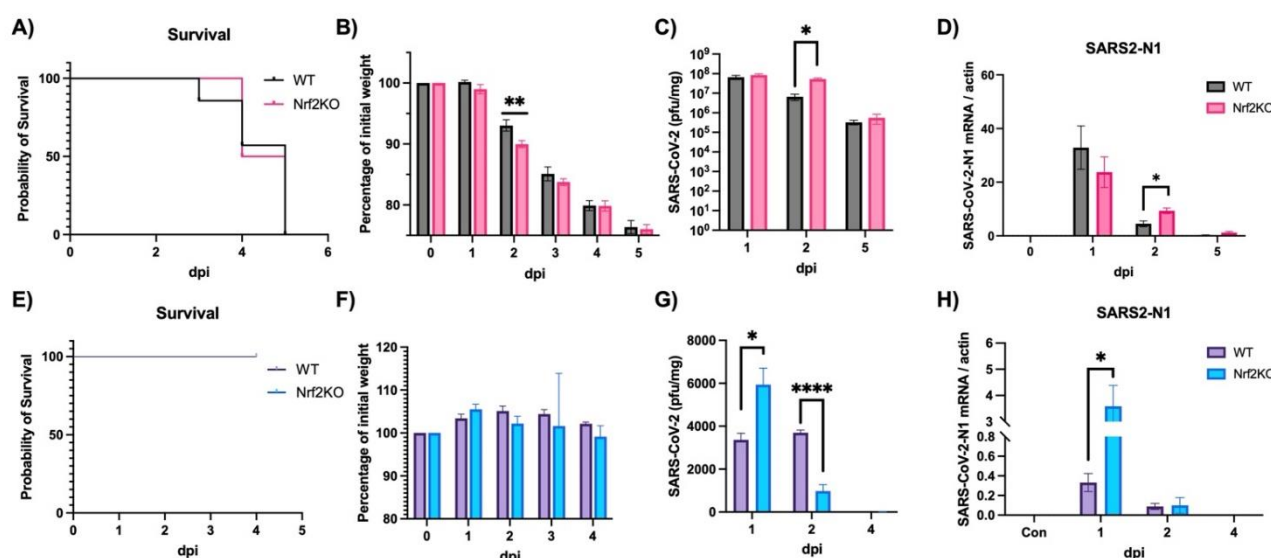 A)
Survival
Probability of Survival
100
50
0
0 2 4 6
dpi
WT
Nrf2KO
B)
Percentage of initial weight
100
90
80
0 1 2 3 4 5
dpi
**
C)
SARS-CoV-2 (pfu/mg)
10⁹
10⁸
10⁷
10⁶
10⁵
10⁴
10³
10²
10¹
10⁰
1 2 5
dpi
*
D)
SARS2-N1
SARS-CoV-2-N1 mRNA / actin
60
40
20
0
0 1 2 5
dpi
*
WT
Nrf2KO
E)
Survival
Probability of Survival
100
50
0
0 1 2 3 4 5
dpi
WT
Nrf2KO
F)
Percentage of initial weight
120
115
110
105
100
95
90
85
80
0 1 2 3 4
dpi
G)
SARS-CoV-2 (pfu/mg)
8000
6000
4000
2000
0
1 2 4
dpi
*
****
H)
SARS2-N1
SARS-CoV-2-N1 mRNA / actin
6
5
4
3
0.8
0.6
0.4
0.2
0.0
Con 1 2 4
dpi
*
WT
Nrf2KO